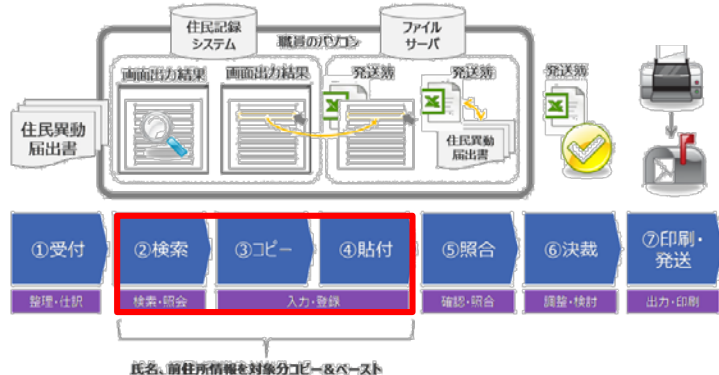 住民記録
システム
職員のパソコン
ファイル
サーバ
画面出力結果
画面出力結果
発送簿
発送簿
発送簿
住民異動
届出書
住民異動
届出書
①受付
②検索
③コピー
④貼付
⑤照合
⑥決裁
⑦印刷・
発送
整理・仕訳
検索・照会
入力・登録
確認・照合
調整・検討
出力・印刷
氏名、前住所情報を対象分コピー&ペースト